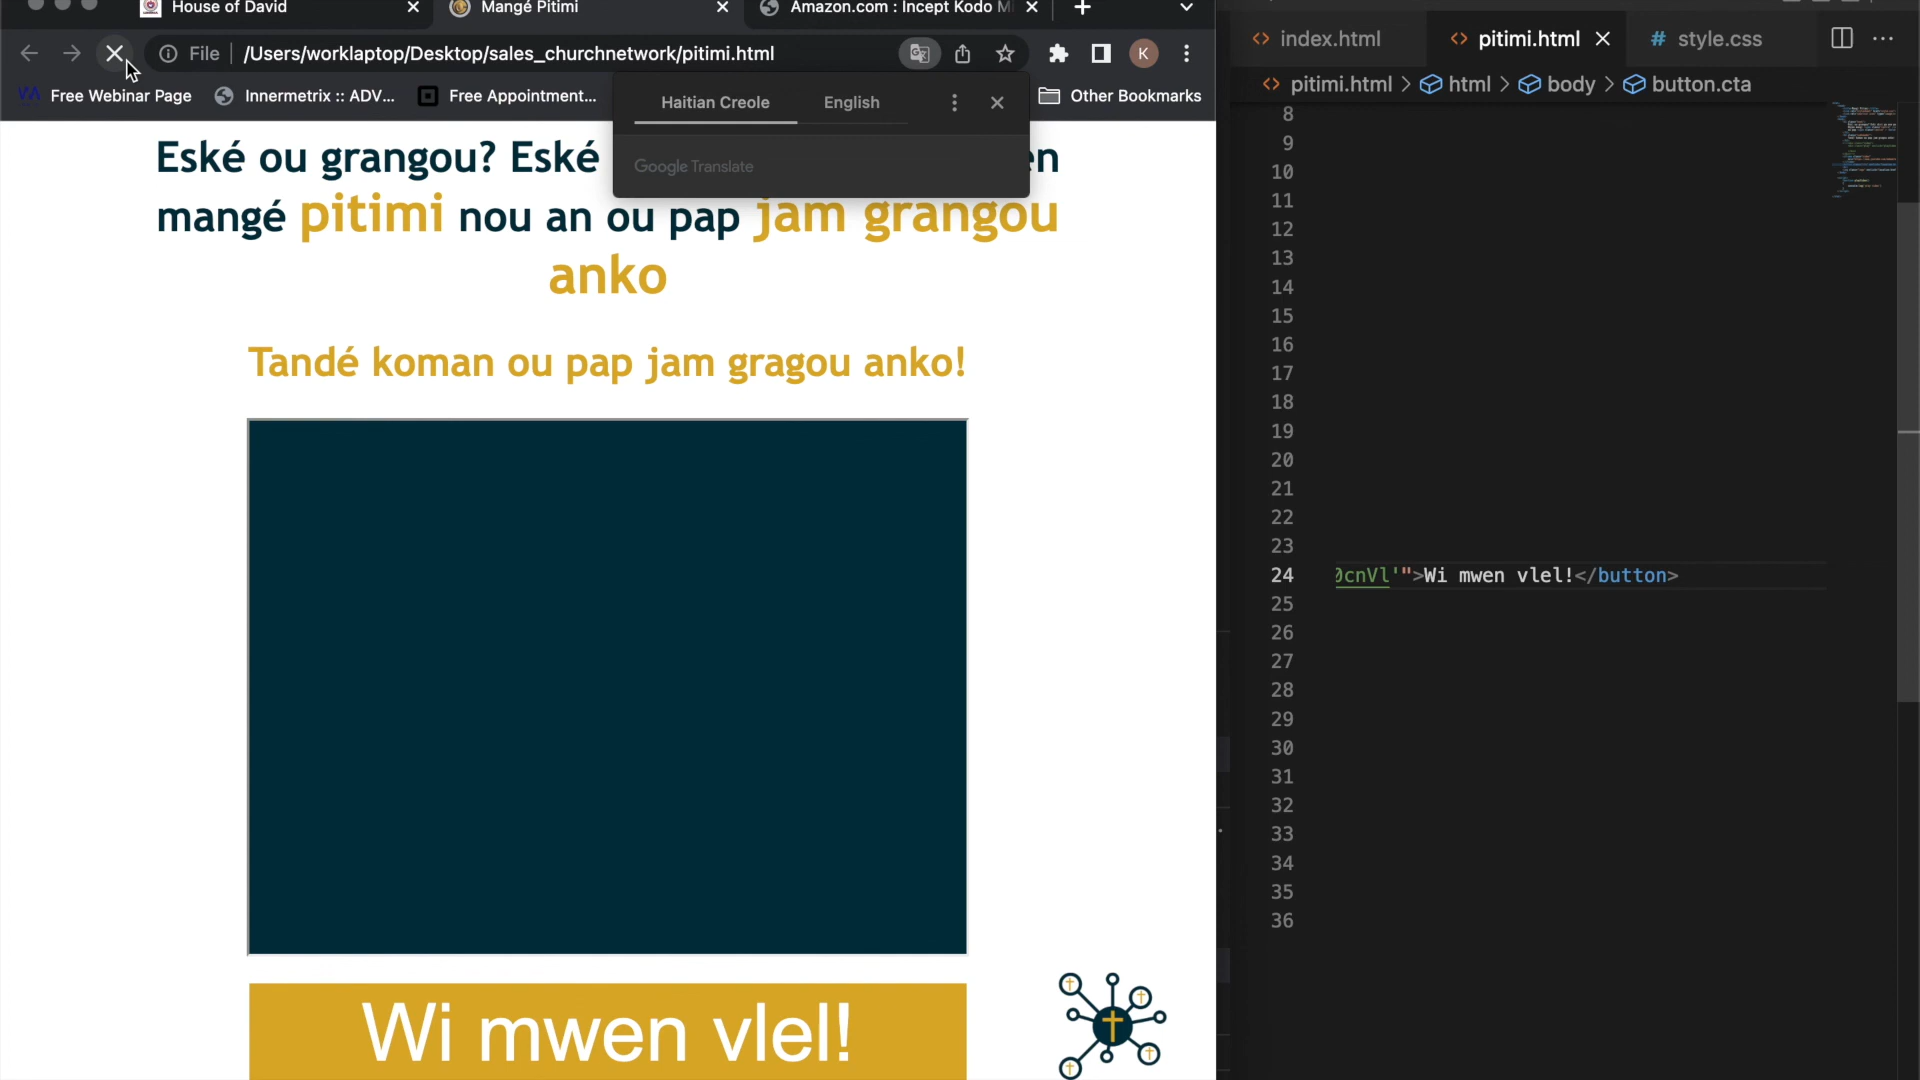 House of David
Mangé Pitimi
Amazon.com : Incept Kodo
File
/Users/worklaptop/Desktop/sales_churchnetwork/pitimi.html
K
Free Webinar Page
Innermetrix :: ADV...
Free Appointment...
Other Bookmarks
Haitian Creole
English
Google Translate
Eské ou grangou? Eské
mangé pitimi nou an ou pap jam grangou
anko
Tandé koman ou pap jam gragou anko!
Wi mwen vlel!
index.html
pitimi.html
# style.css
pitimi.html > html > body > button.cta
8
9
10
11
12
13
14
15
16
17
18
19
20
21
22
23
24 0cnVl'">Wi mwen vlel!</button>
25
26
27
28
29
30
31
32
33
34
35
36